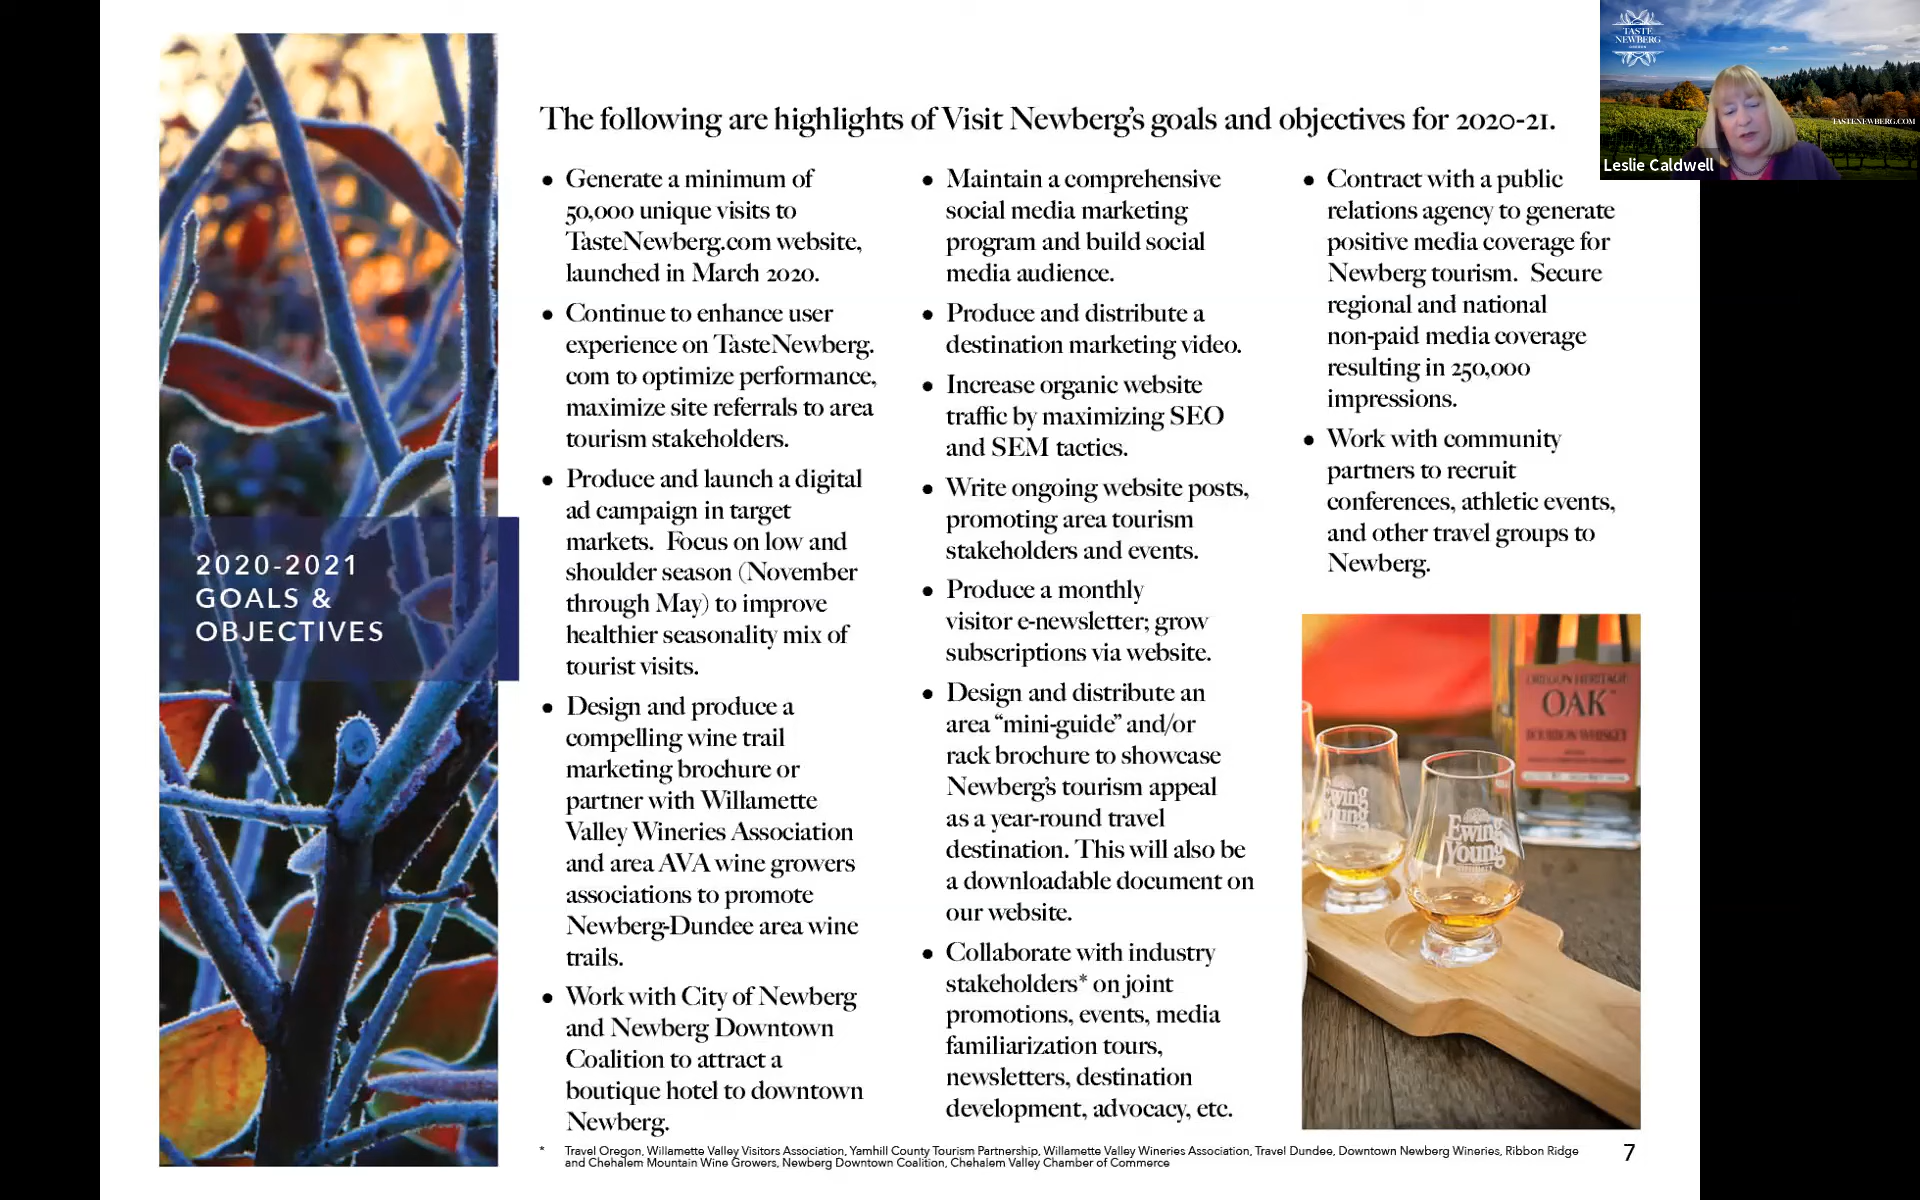 The following are highlights of Visit Newberg's goals and objectives for 2020-21.
• Generate a minimum of
50,000 unique visits to
TasteNewberg.com website,
launched in March 2020.
• Continue to enhance user
experience on TasteNewberg.
com to optimize performance,
maximize site referrals to area
tourism stakeholders.
• Produce and launch a digital
ad campaign in target
markets.  Focus on low and
shoulder season (November
through May) to improve
healthier seasonality mix of
tourist visits.
• Design and produce a
compelling wine trail
marketing brochure or
partner with Willamette
Valley Wineries Association
and area AVA wine growers
associations to promote
Newberg-Dundee area wine
trails.
• Work with City of Newberg
and Newberg Downtown
Coalition to attract a
boutique hotel to downtown
Newberg.
• Maintain a comprehensive
social media marketing
program and build social
media audience.
• Produce and distribute a
destination marketing video.
• Increase organic website
traffic by maximizing SEO
and SEM tactics.
• Write ongoing website posts,
promoting area tourism
stakeholders and events.
• Produce a monthly
visitor e-newsletter; grow
subscriptions via website.
• Design and distribute an
area “mini-guide” and/or
rack brochure to showcase
Newberg's tourism appeal
as a year-round travel
destination. This will also be
a downloadable document on
our website.
• Collaborate with industry
stakeholders* on joint
promotions, events, media
familiarization tours,
newsletters, destination
development, advocacy, etc.
• Contract with a public
relations agency to generate
positive media coverage for
Newberg tourism.  Secure
regional and national
non-paid media coverage
resulting in 250,000
impressions.
• Work with community
partners to recruit
conferences, athletic events,
and other travel groups to
Newberg.
2020-2021
GOALS &
OBJECTIVES
* Travel Oregon, Willamette Valley Visitors Association, Yamhill County Tourism Partnership, Willamette Valley Wineries Association, Travel Dundee, Downtown Newberg Wineries, Ribbon Ridge
and Chehalem Mountain Wine Growers, Newberg Downtown Coalition, Chehalem Valley Chamber of Commerce
7
TASTE
NEWBERG
OREGON
TASTENEWBERG.COM
Leslie Caldwell
OREGON HERITAGE
OAK
BOURBON WHISKEY
Ewing
Young
Ewing
Young